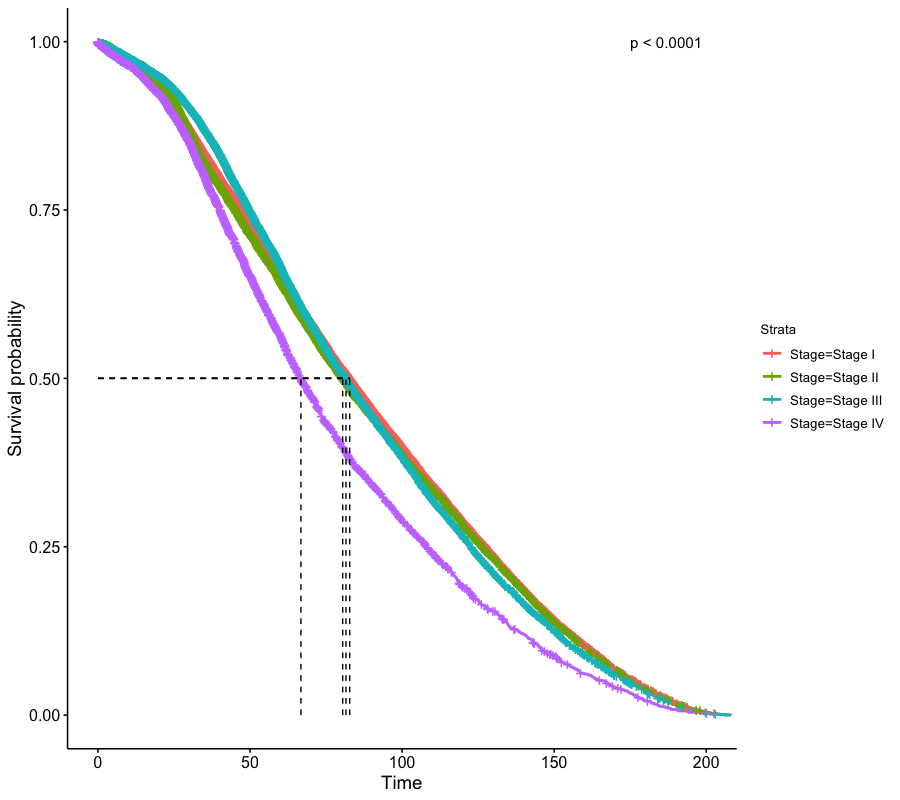 p < 0.0001
1.00
0.75
0.50
0.25
0.00
Survival probability
0 50 100 150 200
Time
Strata
Stage=Stage I
Stage=Stage II
Stage=Stage III
Stage=Stage IV